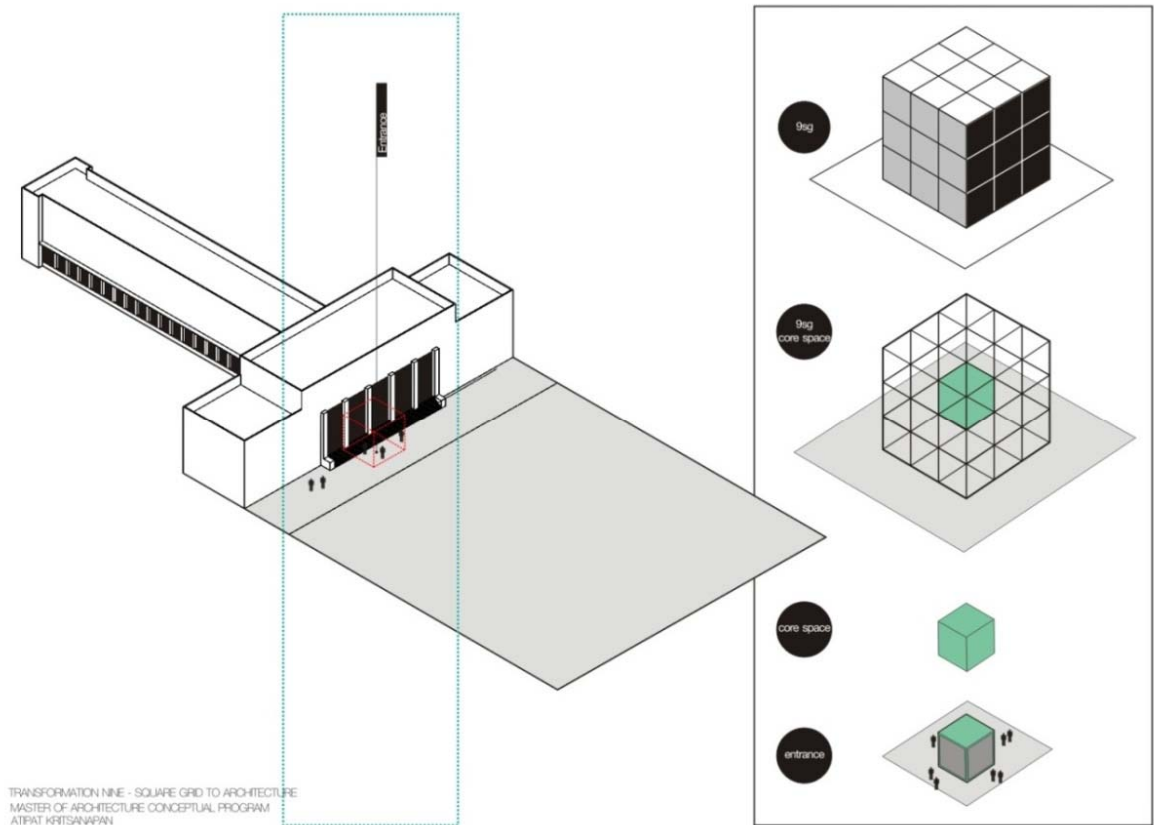 Entrance
9sg
9sg
core space
core space
entrance
TRANSFORMATION NINE - SQUARE GRID TO ARCHITECTURE
MASTER OF ARCHITECTURE CONCEPTUAL PROGRAM
ATIPAT KRITSANAPAN